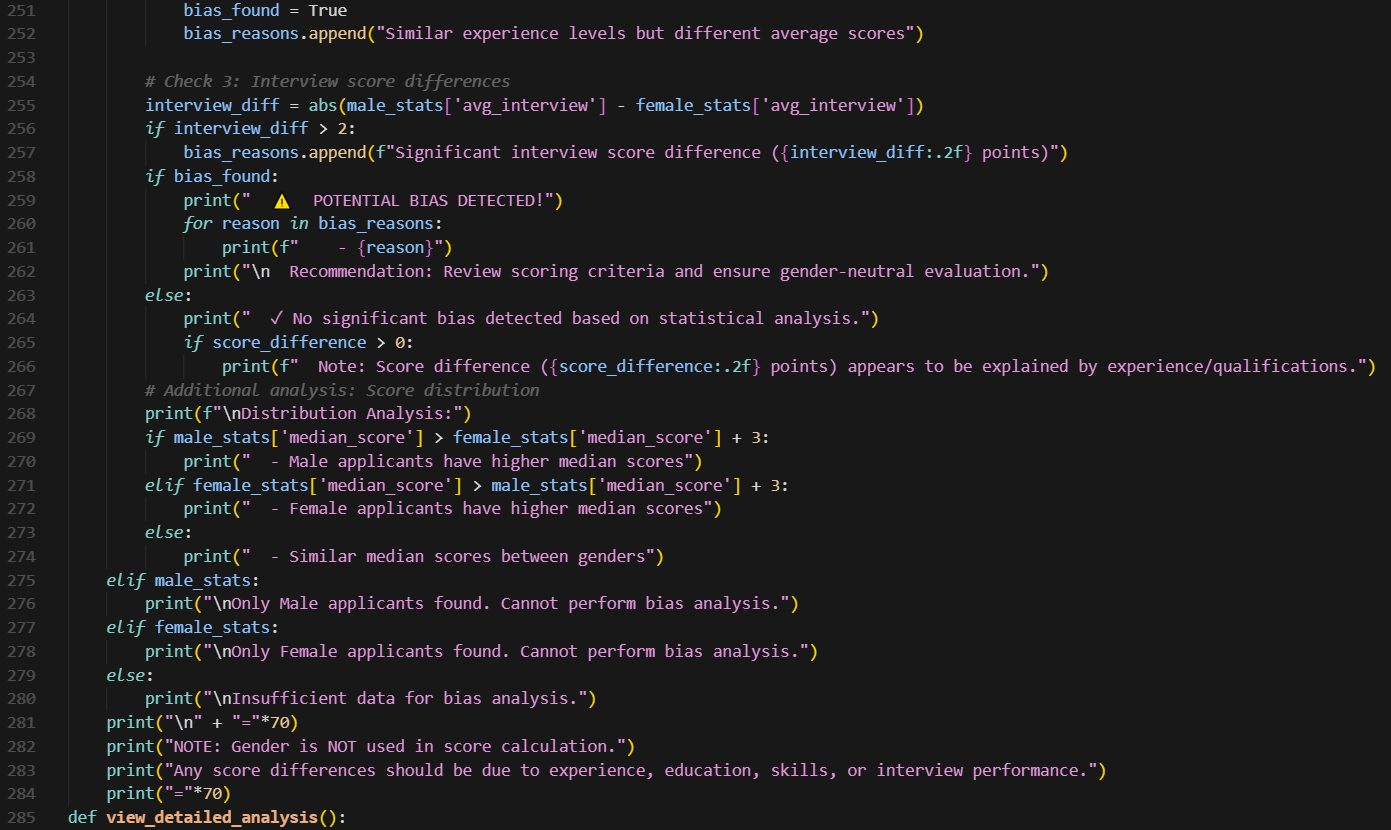 251 bias_found = True
252 bias_reasons.append("Similar experience levels but different average scores")
253
254 # Check 3: Interview score differences
255 interview_diff = abs(male_stats['avg_interview'] - female_stats['avg_interview'])
256 if interview_diff > 2:
257 bias_reasons.append(f"Significant interview score difference ({interview_diff:.2f} points)")
258 if bias_found:
259 print("  ⚠️  POTENTIAL BIAS DETECTED!")
260 for reason in bias_reasons:
261 print(f"    - {reason}")
262 print("\n  Recommendation: Review scoring criteria and ensure gender-neutral evaluation.")
263 else:
264 print("  ✓ No significant bias detected based on statistical analysis.")
265 if score_difference > 0:
266 print(f"  Note: Score difference ({score_difference:.2f} points) appears to be explained by experience/qualifications.")
267 # Additional analysis: Score distribution
268 print(f"\nDistribution Analysis:")
269 if male_stats['median_score'] > female_stats['median_score'] + 3:
270 print("  - Male applicants have higher median scores")
271 elif female_stats['median_score'] > male_stats['median_score'] + 3:
272 print("  - Female applicants have higher median scores")
273 else:
274 print("  - Similar median scores between genders")
275 elif male_stats:
276 print("\nOnly Male applicants found. Cannot perform bias analysis.")
277 elif female_stats:
278 print("\nOnly Female applicants found. Cannot perform bias analysis.")
279 else:
280 print("\nInsufficient data for bias analysis.")
281 print("\n" + "="*70)
282 print("NOTE: Gender is NOT used in score calculation.")
283 print("Any score differences should be due to experience, education, skills, or interview performance.")
284 print("="*70)
285 def view_detailed_analysis():